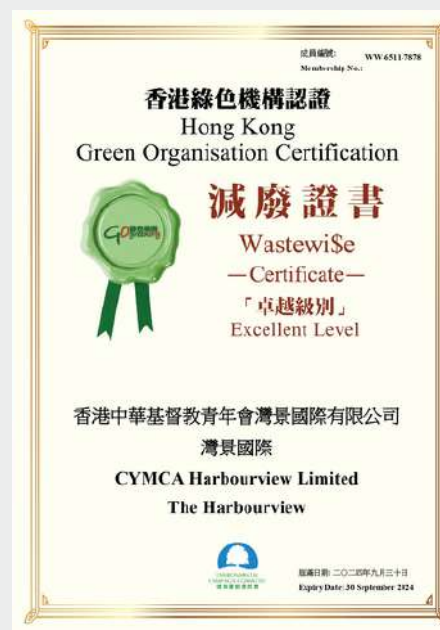 成員編號: WW-6511-7878
Membership No.:
香港綠色機構認證
Hong Kong
Green Organisation Certification
減廢證書
Wastewi$e
—Certificate—
「卓越級別」
Excellent Level
香港中華基督教青年會灣景國際有限公司
灣景國際
CYMCA Harbourview Limited
The Harbourview
屆滿日期: 二〇二四年九月三十日
Expiry Date: 30 September 2024